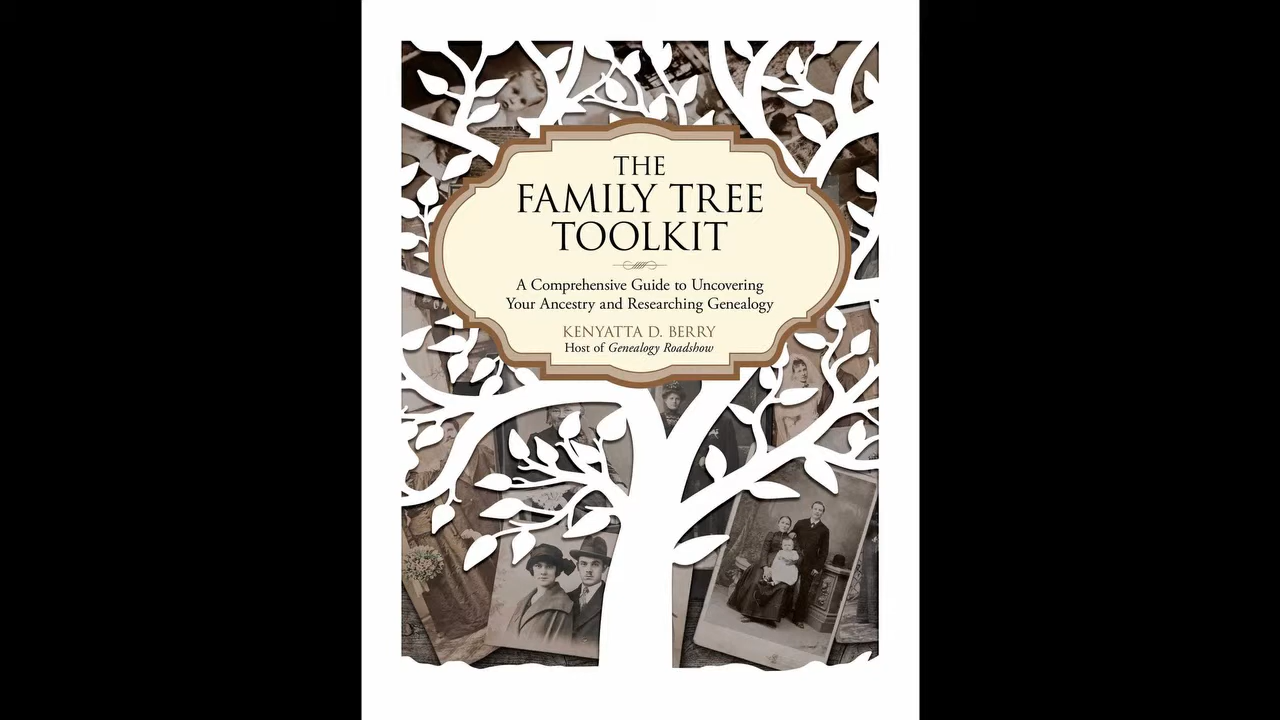 THE
FAMILY TREE
TOOLKIT
A Comprehensive Guide to Uncovering
Your Ancestry and Researching Genealogy
KENYATTA D. BERRY
Host of Genealogy Roadshow